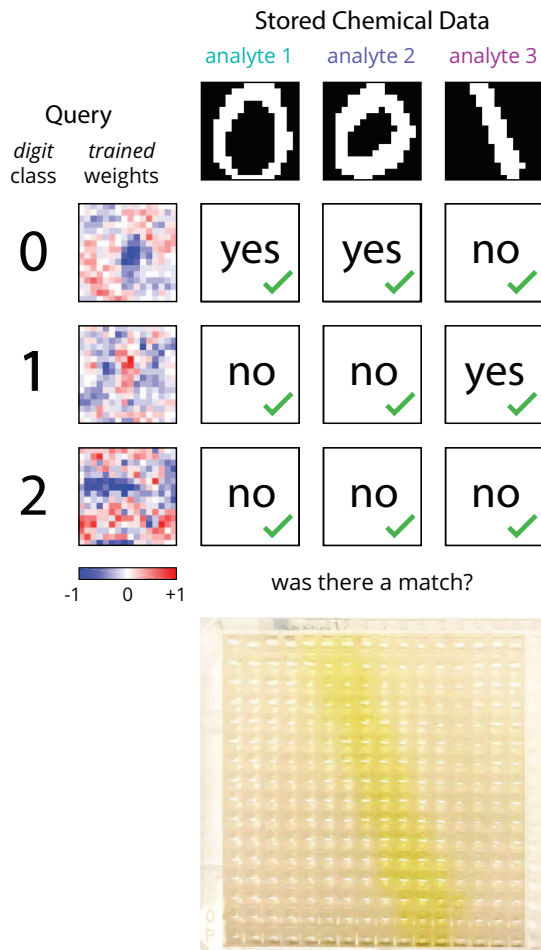 Stored Chemical Data
analyte 1 analyte 2 analyte 3
Query
digit trained
class weights
0 yes yes no
1 no no yes
2 no no no
-1 0 +1
was there a match?